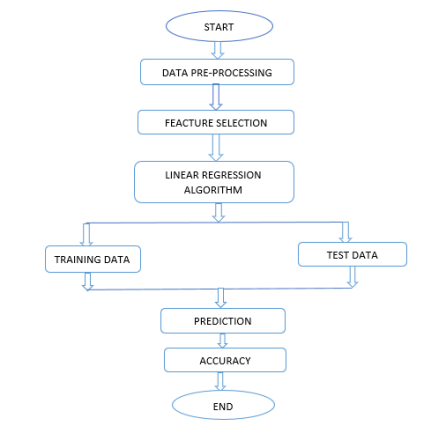 START
DATA PRE-PROCESSING
FEACTURE SELECTION
LINEAR REGRESSION
ALGORITHM
TRAINING DATA
TEST DATA
PREDICTION
ACCURACY
END